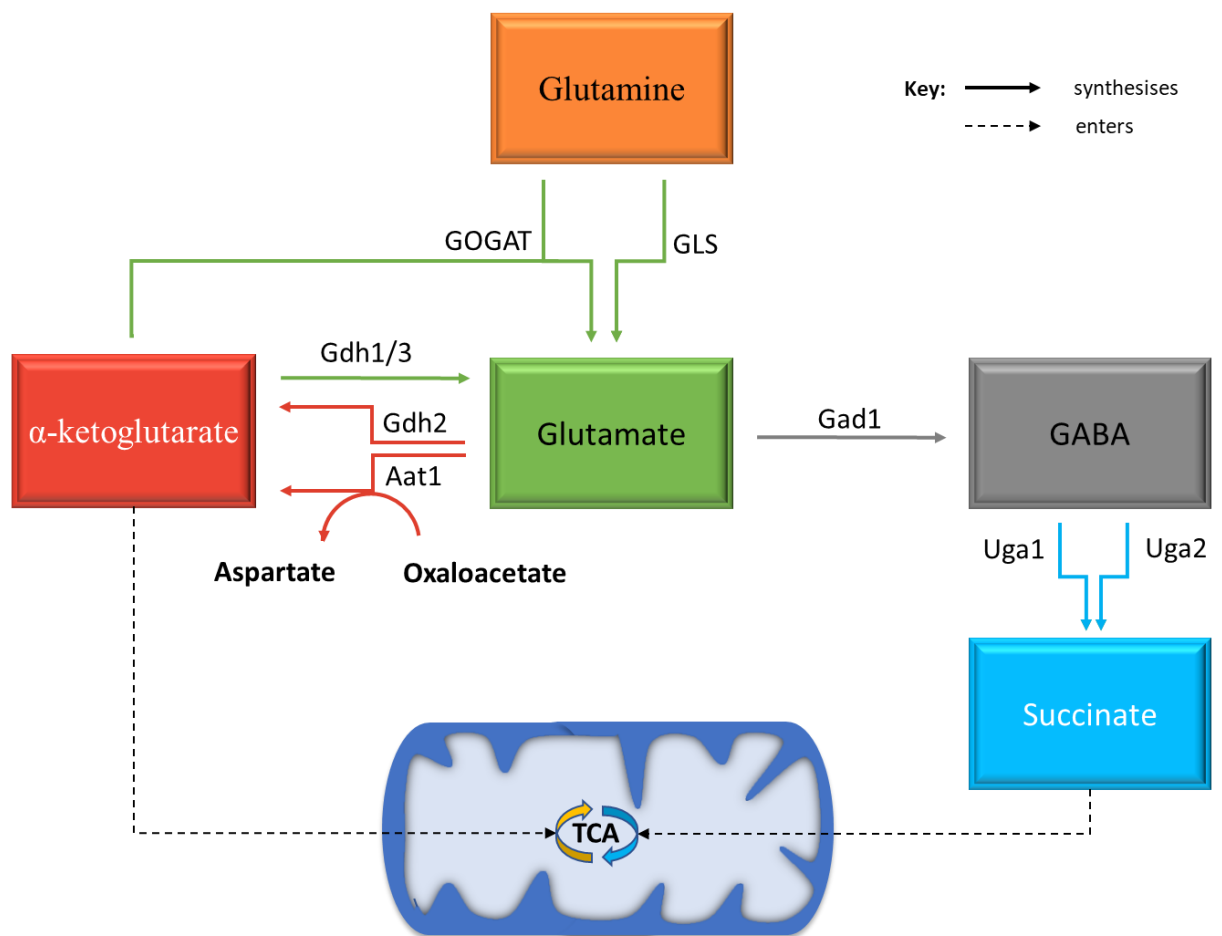 Glutamine
Key:
synthesises
enters
GOGAT
GLS
Gdh1/3
α-ketoglutarate
Gdh2
Glutamate
Gad1
GABA
Aat1
Aspartate
Oxaloacetate
Uga1
Uga2
Succinate
TCA